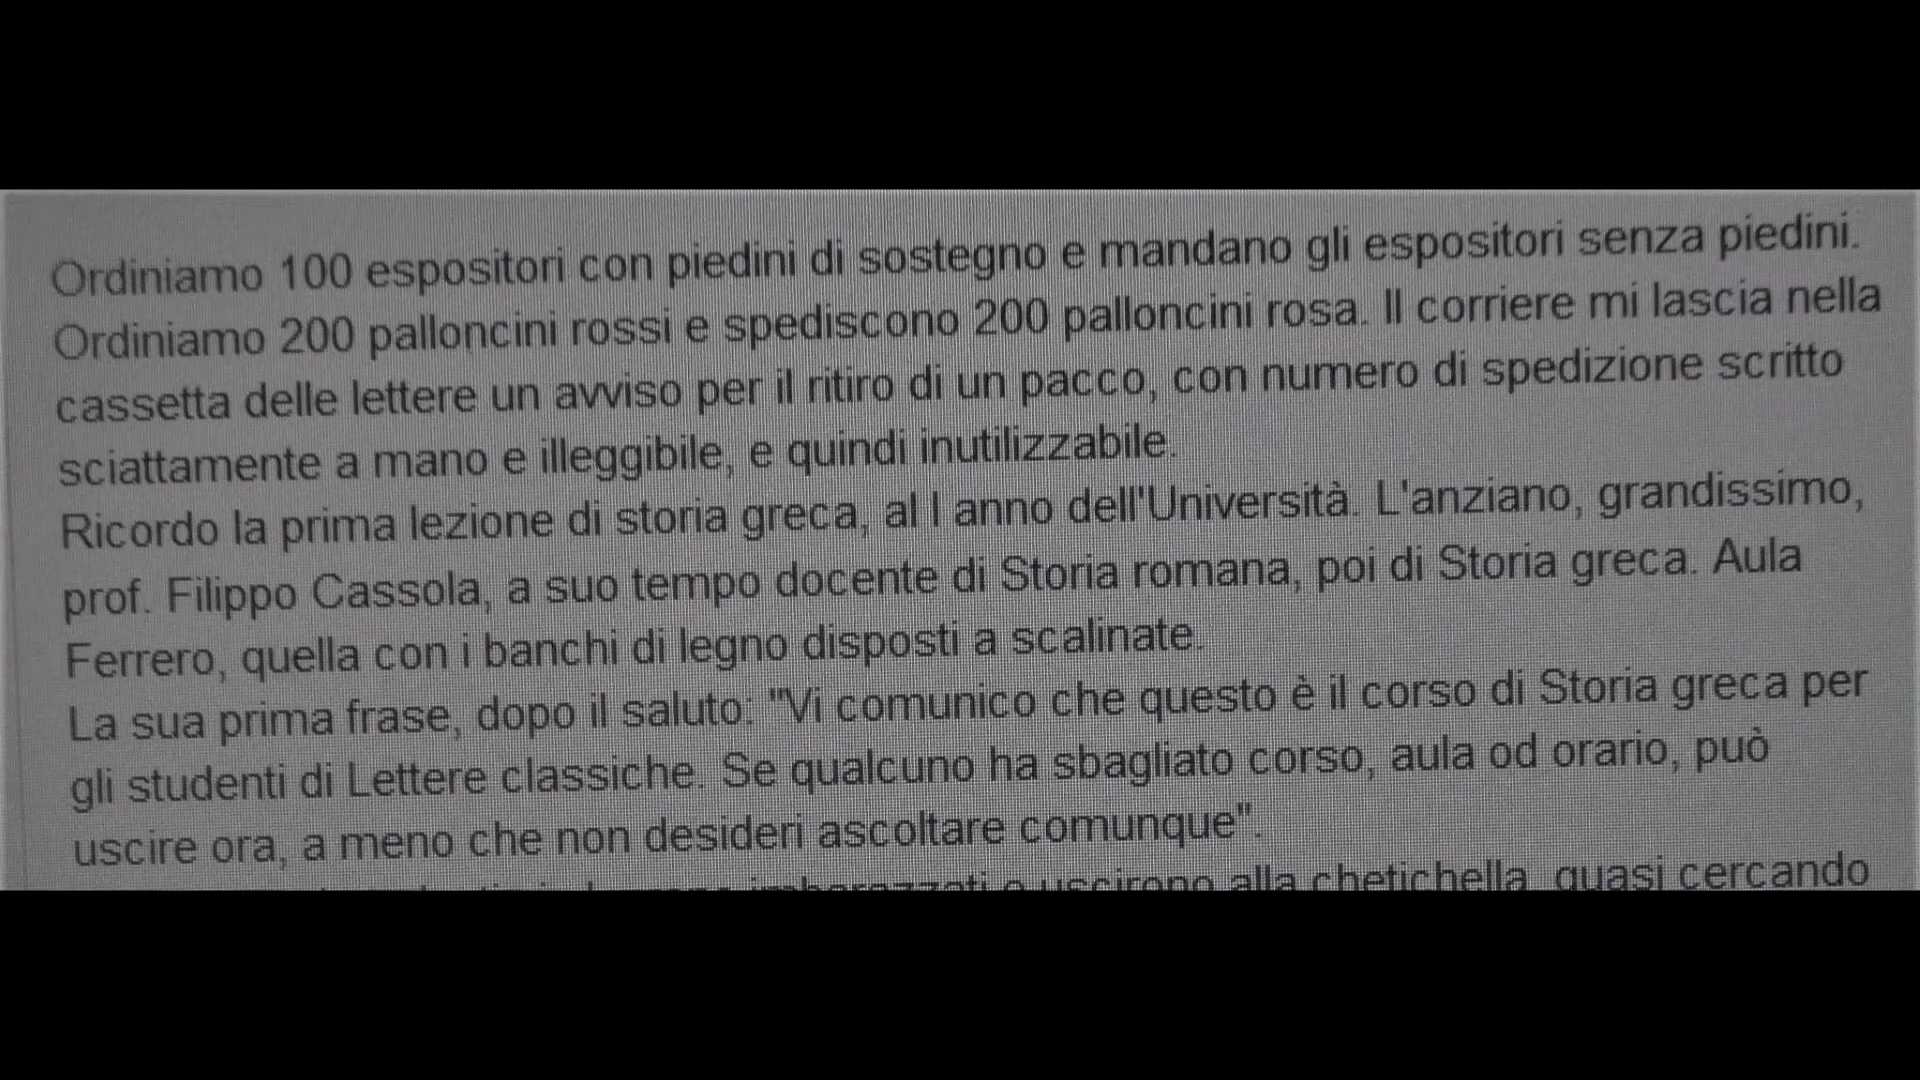 Ordiniamo 100 espositori con piedini di sostegno e mandano gli espositori senza piedini.
Ordiniamo 200 palloncini rossi e spediscono 200 palloncini rosa. Il corriere mi lascia nella
cassetta delle lettere un avviso per il ritiro di un pacco, con numero di spedizione scritto
sciattamente a mano e illeggibile, e quindi inutilizzabile.
Ricordo la prima lezione di storia greca, al I anno dell'Università. L'anziano, grandissimo,
prof. Filippo Cassola, a suo tempo docente di Storia romana, poi di Storia greca. Aula
Ferrero, quella con i banchi di legno disposti a scalinate.
La sua prima frase, dopo il saluto: "Vi comunico che questo è il corso di Storia greca per
gli studenti di Lettere classiche. Se qualcuno ha sbagliato corso, aula od orario, può
uscire ora, a meno che non desideri ascoltare comunque".
imbarazzati e uscirono alla chetichella, quasi cercando